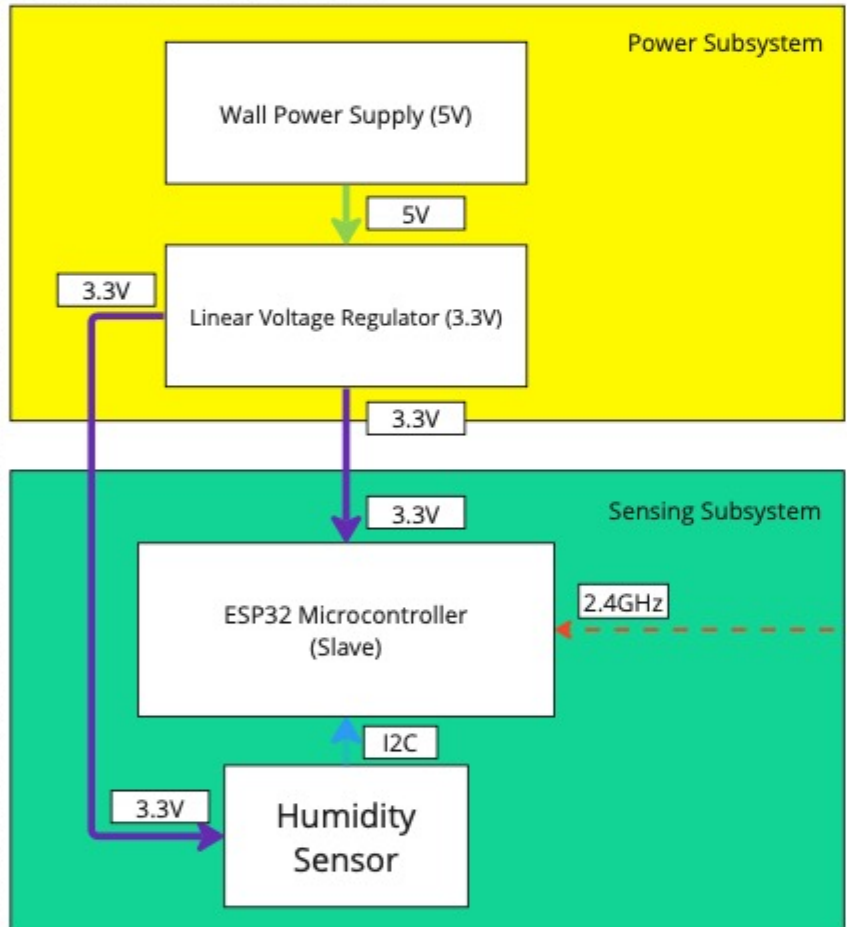 Power Subsystem
Wall Power Supply (5V)
5V
3.3V
Linear Voltage Regulator (3.3V)
3.3V
Sensing Subsystem
3.3V
2.4GHz
ESP32 Microcontroller
(Slave)
I2C
3.3V
Humidity
Sensor